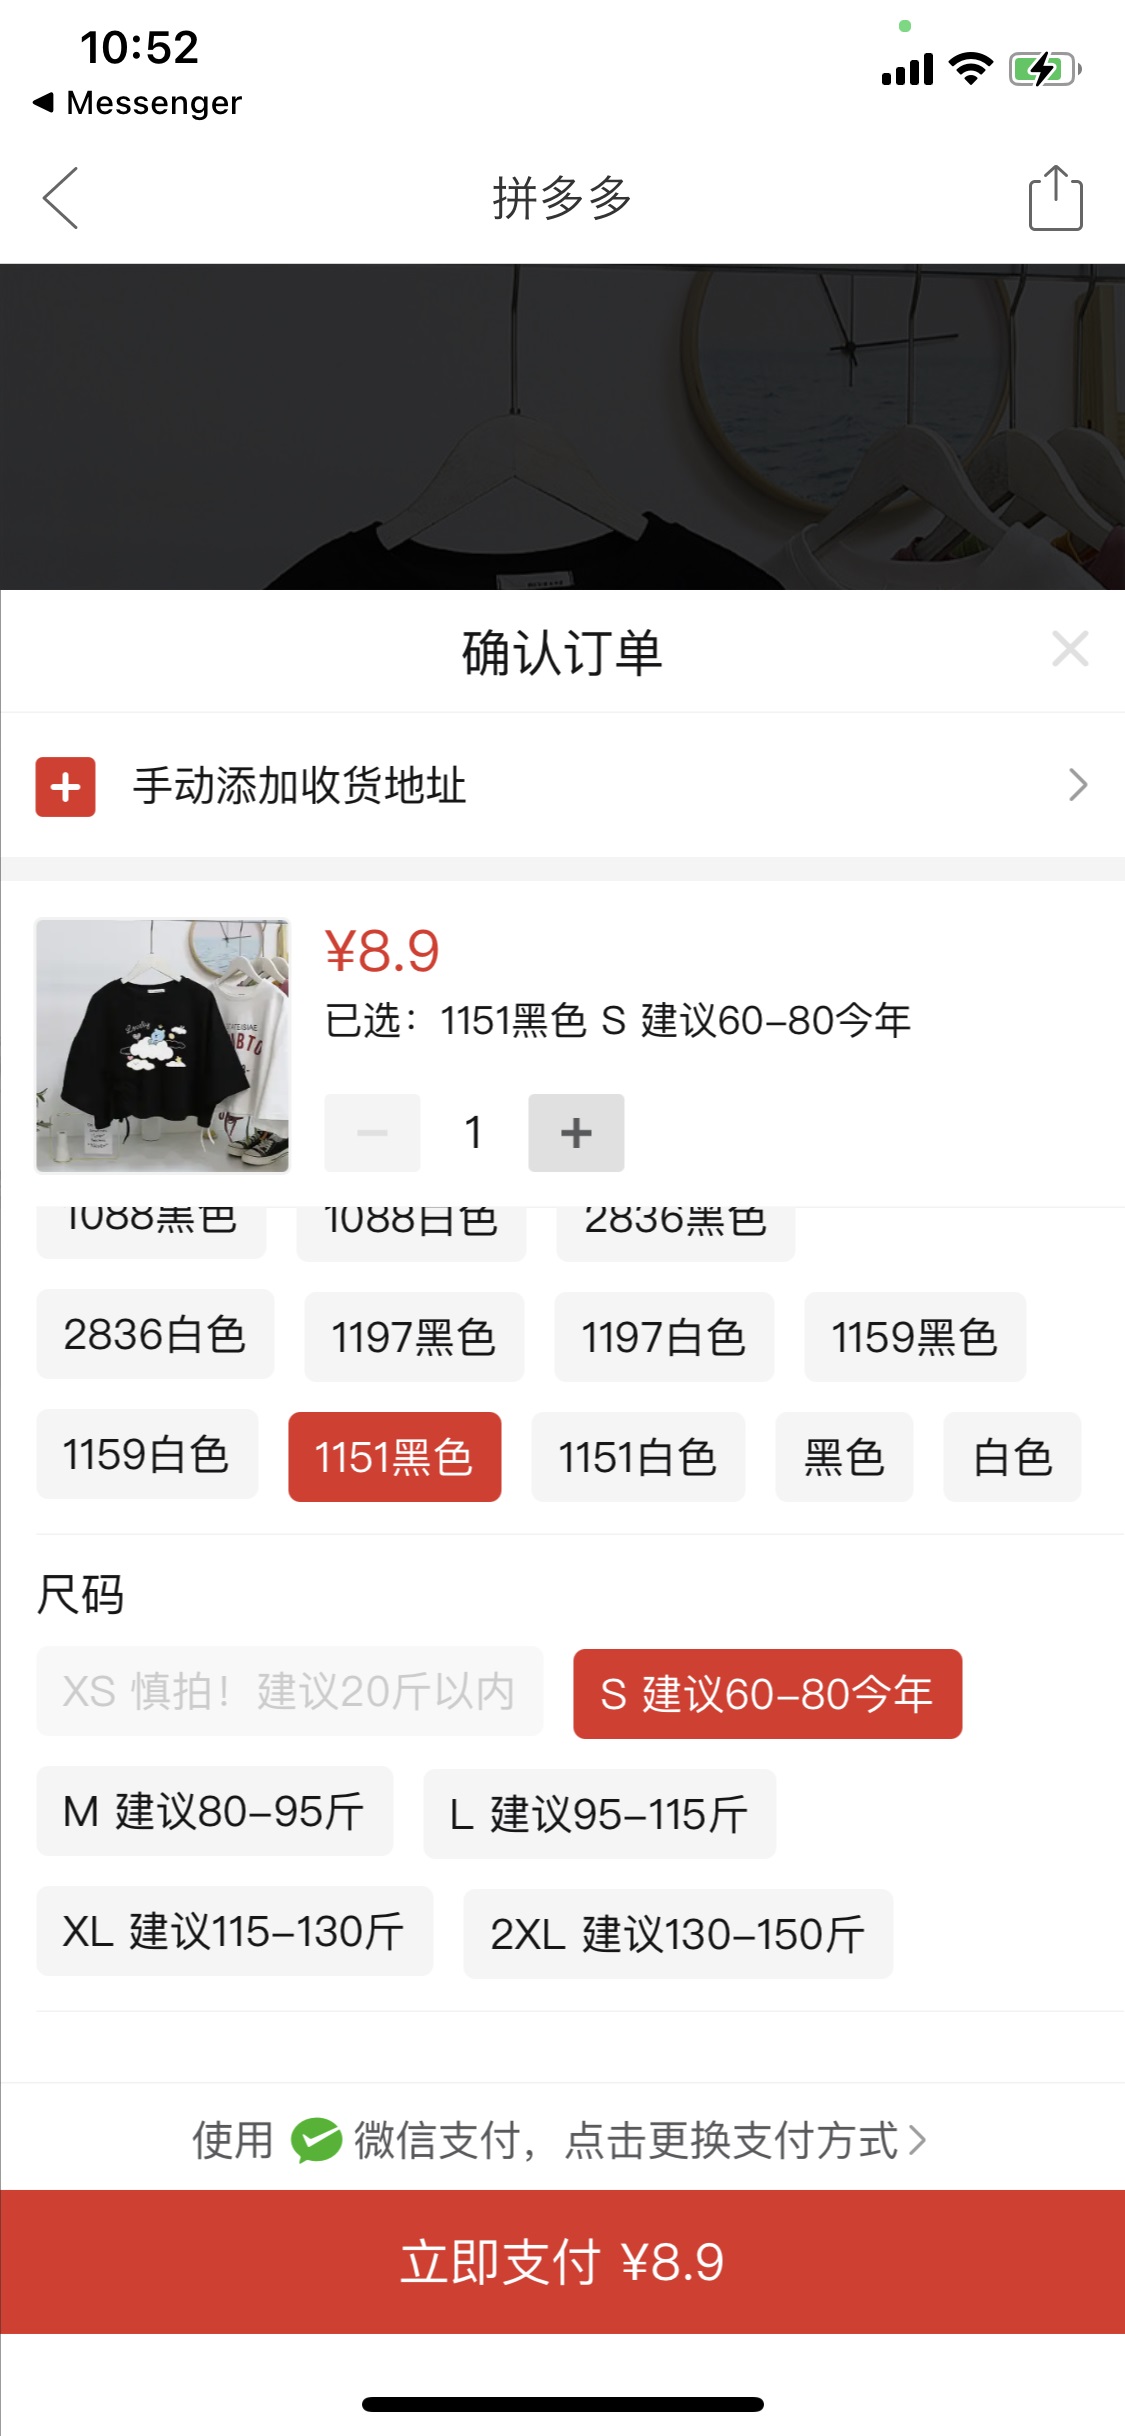 10:52
Messenger
拼多多
确认订单
手动添加收货地址
¥8.9
已选：1151黑色 S 建议60-80今年
Lovely
1
1088黑色 1088白色 2836黑色
2836白色 1197黑色 1197白色 1159黑色
1159白色 1151黑色 1151白色 黑色 白色
尺码
XS 慎拍！建议20斤以内 S 建议60-80今年
M 建议80-95斤 L 建议95-115斤
XL 建议115-130斤 2XL 建议130-150斤
使用 微信支付，点击更换支付方式
立即支付 ¥8.9